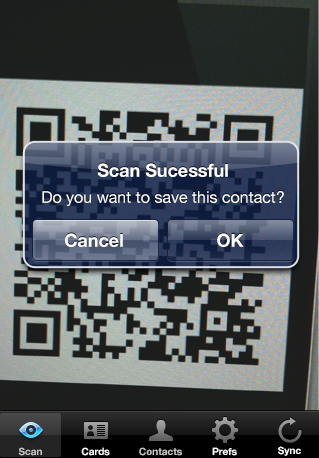 Scan Sucessful
Do you want to save this contact?
Cancel OK
Scan Cards Contacts Prefs Sync